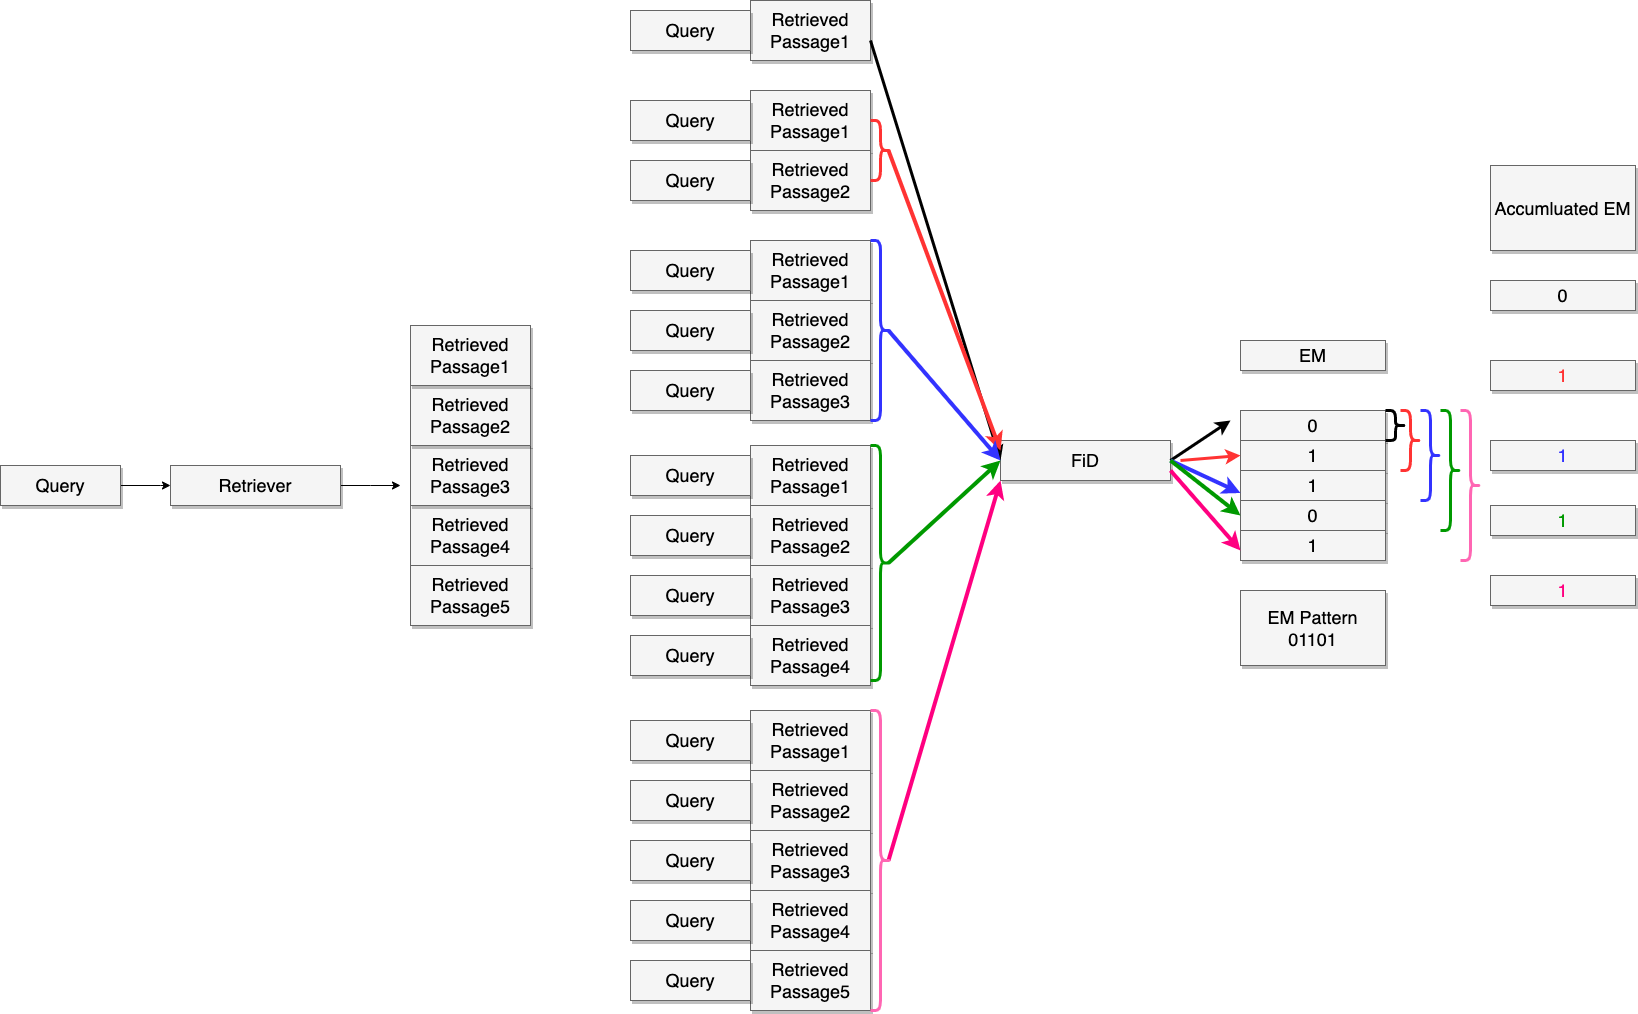 Query
Retriever
Retrieved
Passage1
Retrieved
Passage2
Retrieved
Passage3
Retrieved
Passage4
Retrieved
Passage5
Query
Retrieved
Passage1
Query
Retrieved
Passage1
Query
Retrieved
Passage2
Query
Retrieved
Passage1
Query
Retrieved
Passage2
Query
Retrieved
Passage3
Query
Retrieved
Passage1
Query
Retrieved
Passage2
Query
Retrieved
Passage3
Query
Retrieved
Passage4
Query
Retrieved
Passage1
Query
Retrieved
Passage2
Query
Retrieved
Passage3
Query
Retrieved
Passage4
Query
Retrieved
Passage5
FiD
EM
0
1
1
0
1
EM Pattern
01101
Accumluated EM
0
1
1
1
1